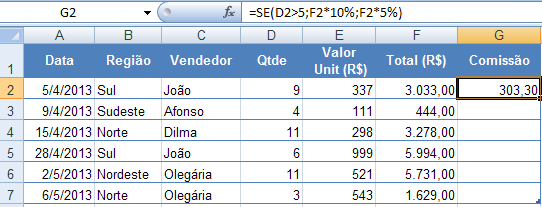 G2 fx =SE(D2>5;F2*10%;F2*5%)
A B C D E F G
1 Data Região Vendedor Qtde Valor Unit (R$) Total (R$) Comissão
2 5/4/2013 Sul João 9 337 3.033,00 303,30
3 9/4/2013 Sudeste Afonso 4 111 444,00
4 15/4/2013 Norte Dilma 11 298 3.278,00
5 28/4/2013 Sul João 6 999 5.994,00
6 2/5/2013 Nordeste Olegária 11 521 5.731,00
7 6/5/2013 Norte Olegária 3 543 1.629,00